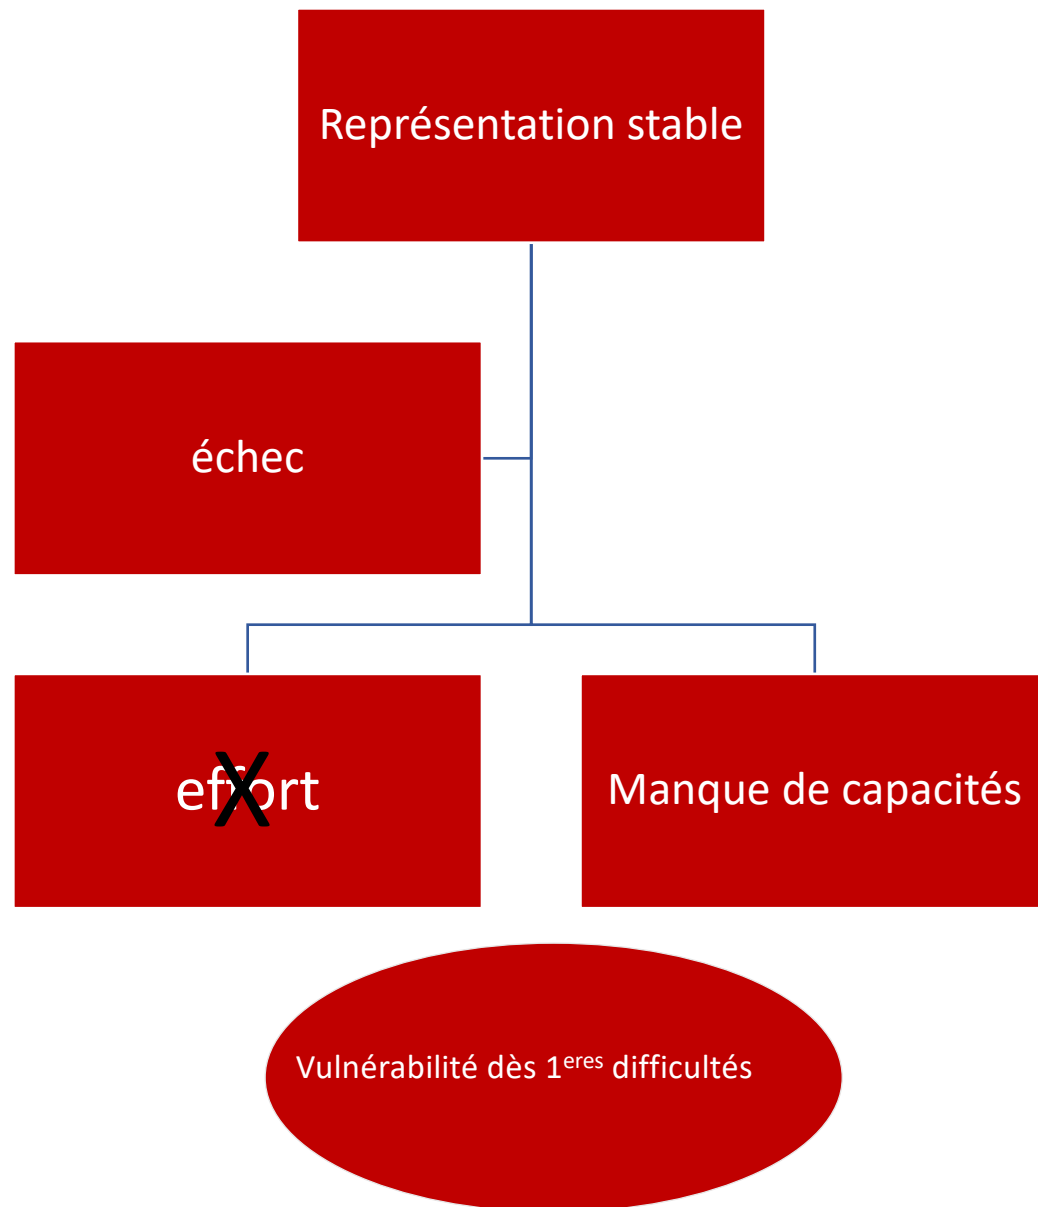 Représentation stable
échec
effort
X
Manque de capacités
Vulnérabilité dès 1eres difficultés